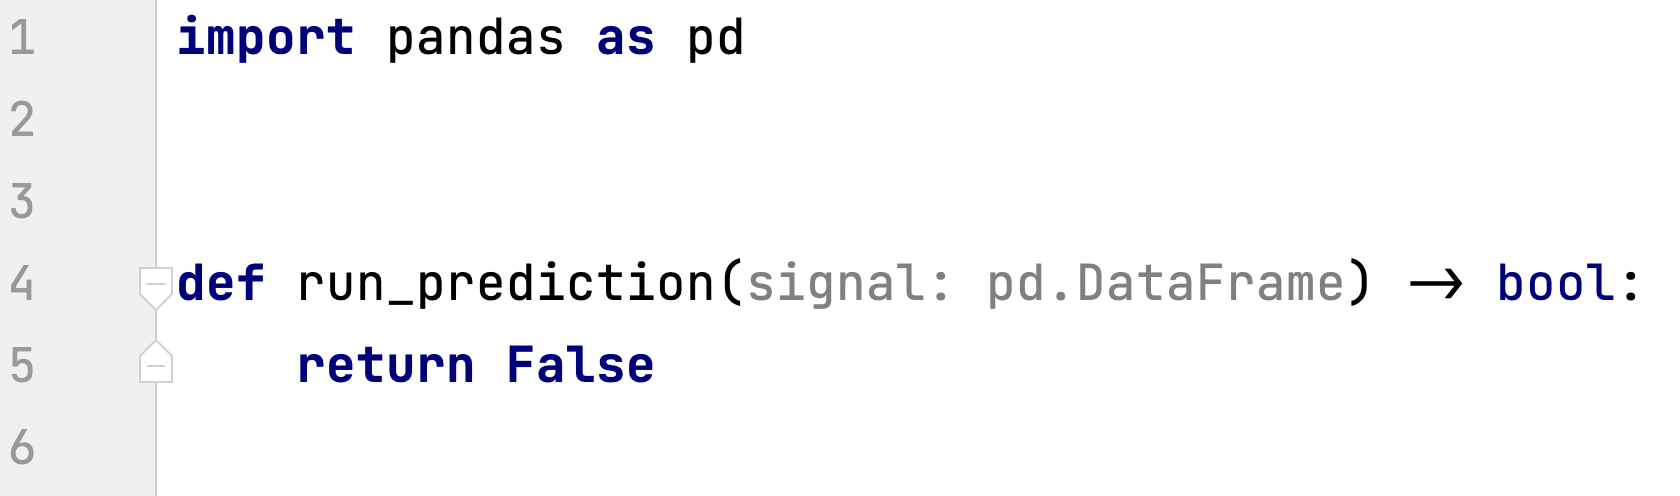 1 import pandas as pd
2
3
4 def run_prediction(signal: pd.DataFrame) -> bool:
5     return False
6